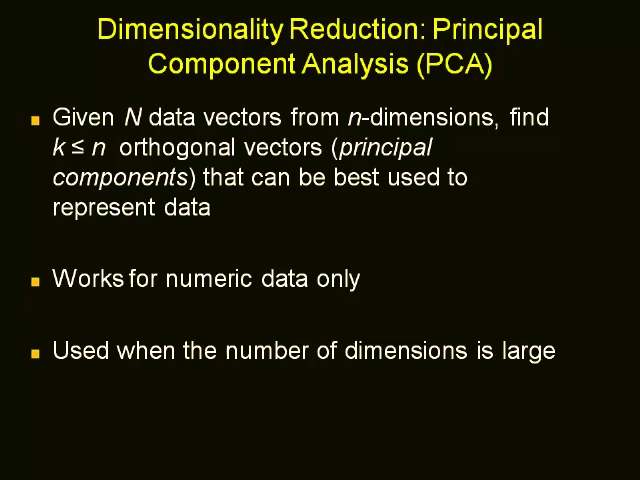 Dimensionality Reduction: Principal
Component Analysis (PCA)
Given N data vectors from n-dimensions, find
k ≤ n orthogonal vectors (principal
components) that can be best used to
represent data
Works for numeric data only
Used when the number of dimensions is large